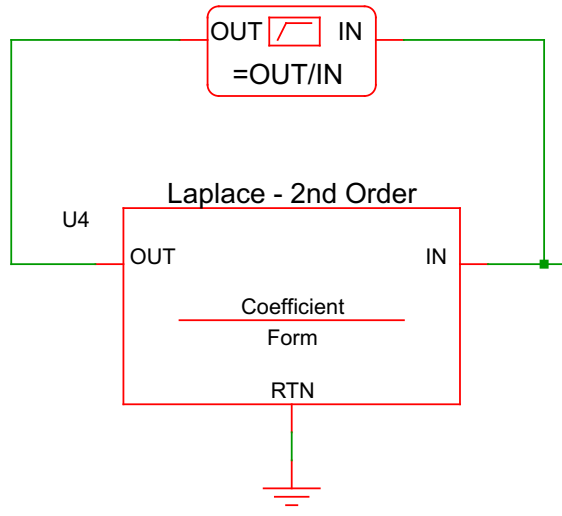 OUT IN
=OUT/IN
Laplace - 2nd Order
U4
OUT IN
Coefficient
Form
RTN